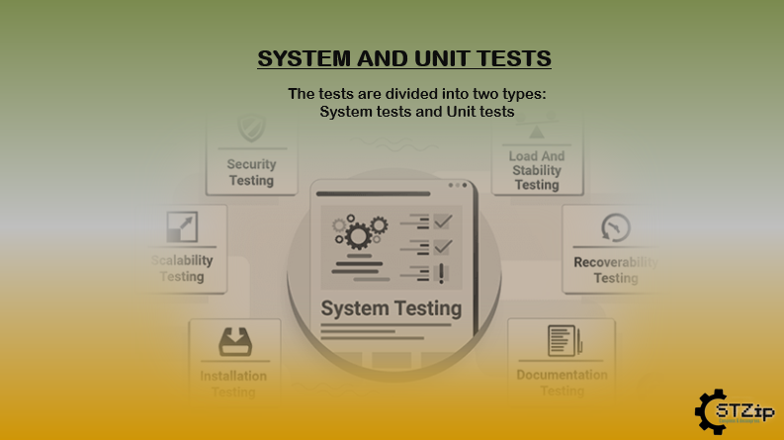 SYSTEM AND UNIT TESTS
The tests are divided into two types:
System tests and Unit tests
Security
Testing
Load And
Stability
Testing
Scalability
Testing
Recoverability
Testing
System Testing
Installation
Testing
Documentation
Testing
STZip